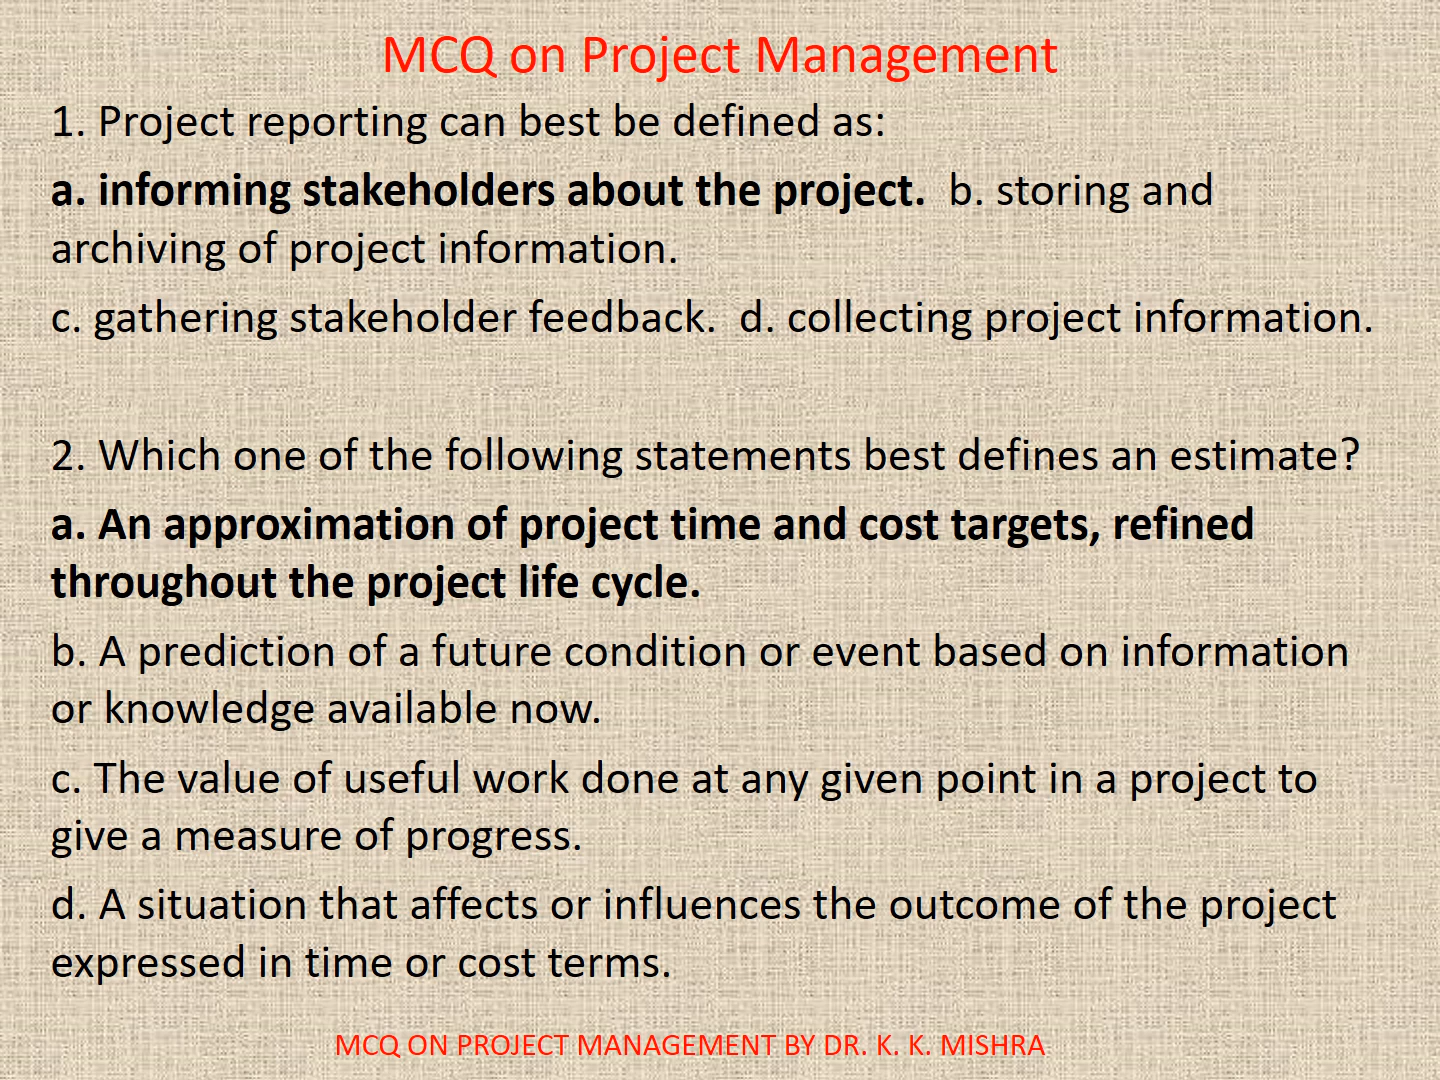 MCQ on Project Management
1. Project reporting can best be defined as:
a. informing stakeholders about the project.  b. storing and
archiving of project information.
c. gathering stakeholder feedback.  d. collecting project information.
2. Which one of the following statements best defines an estimate?
a. An approximation of project time and cost targets, refined
throughout the project life cycle.
b. A prediction of a future condition or event based on information
or knowledge available now.
c. The value of useful work done at any given point in a project to
give a measure of progress.
d. A situation that affects or influences the outcome of the project
expressed in time or cost terms.
MCQ ON PROJECT MANAGEMENT BY DR. K. K. MISHRA